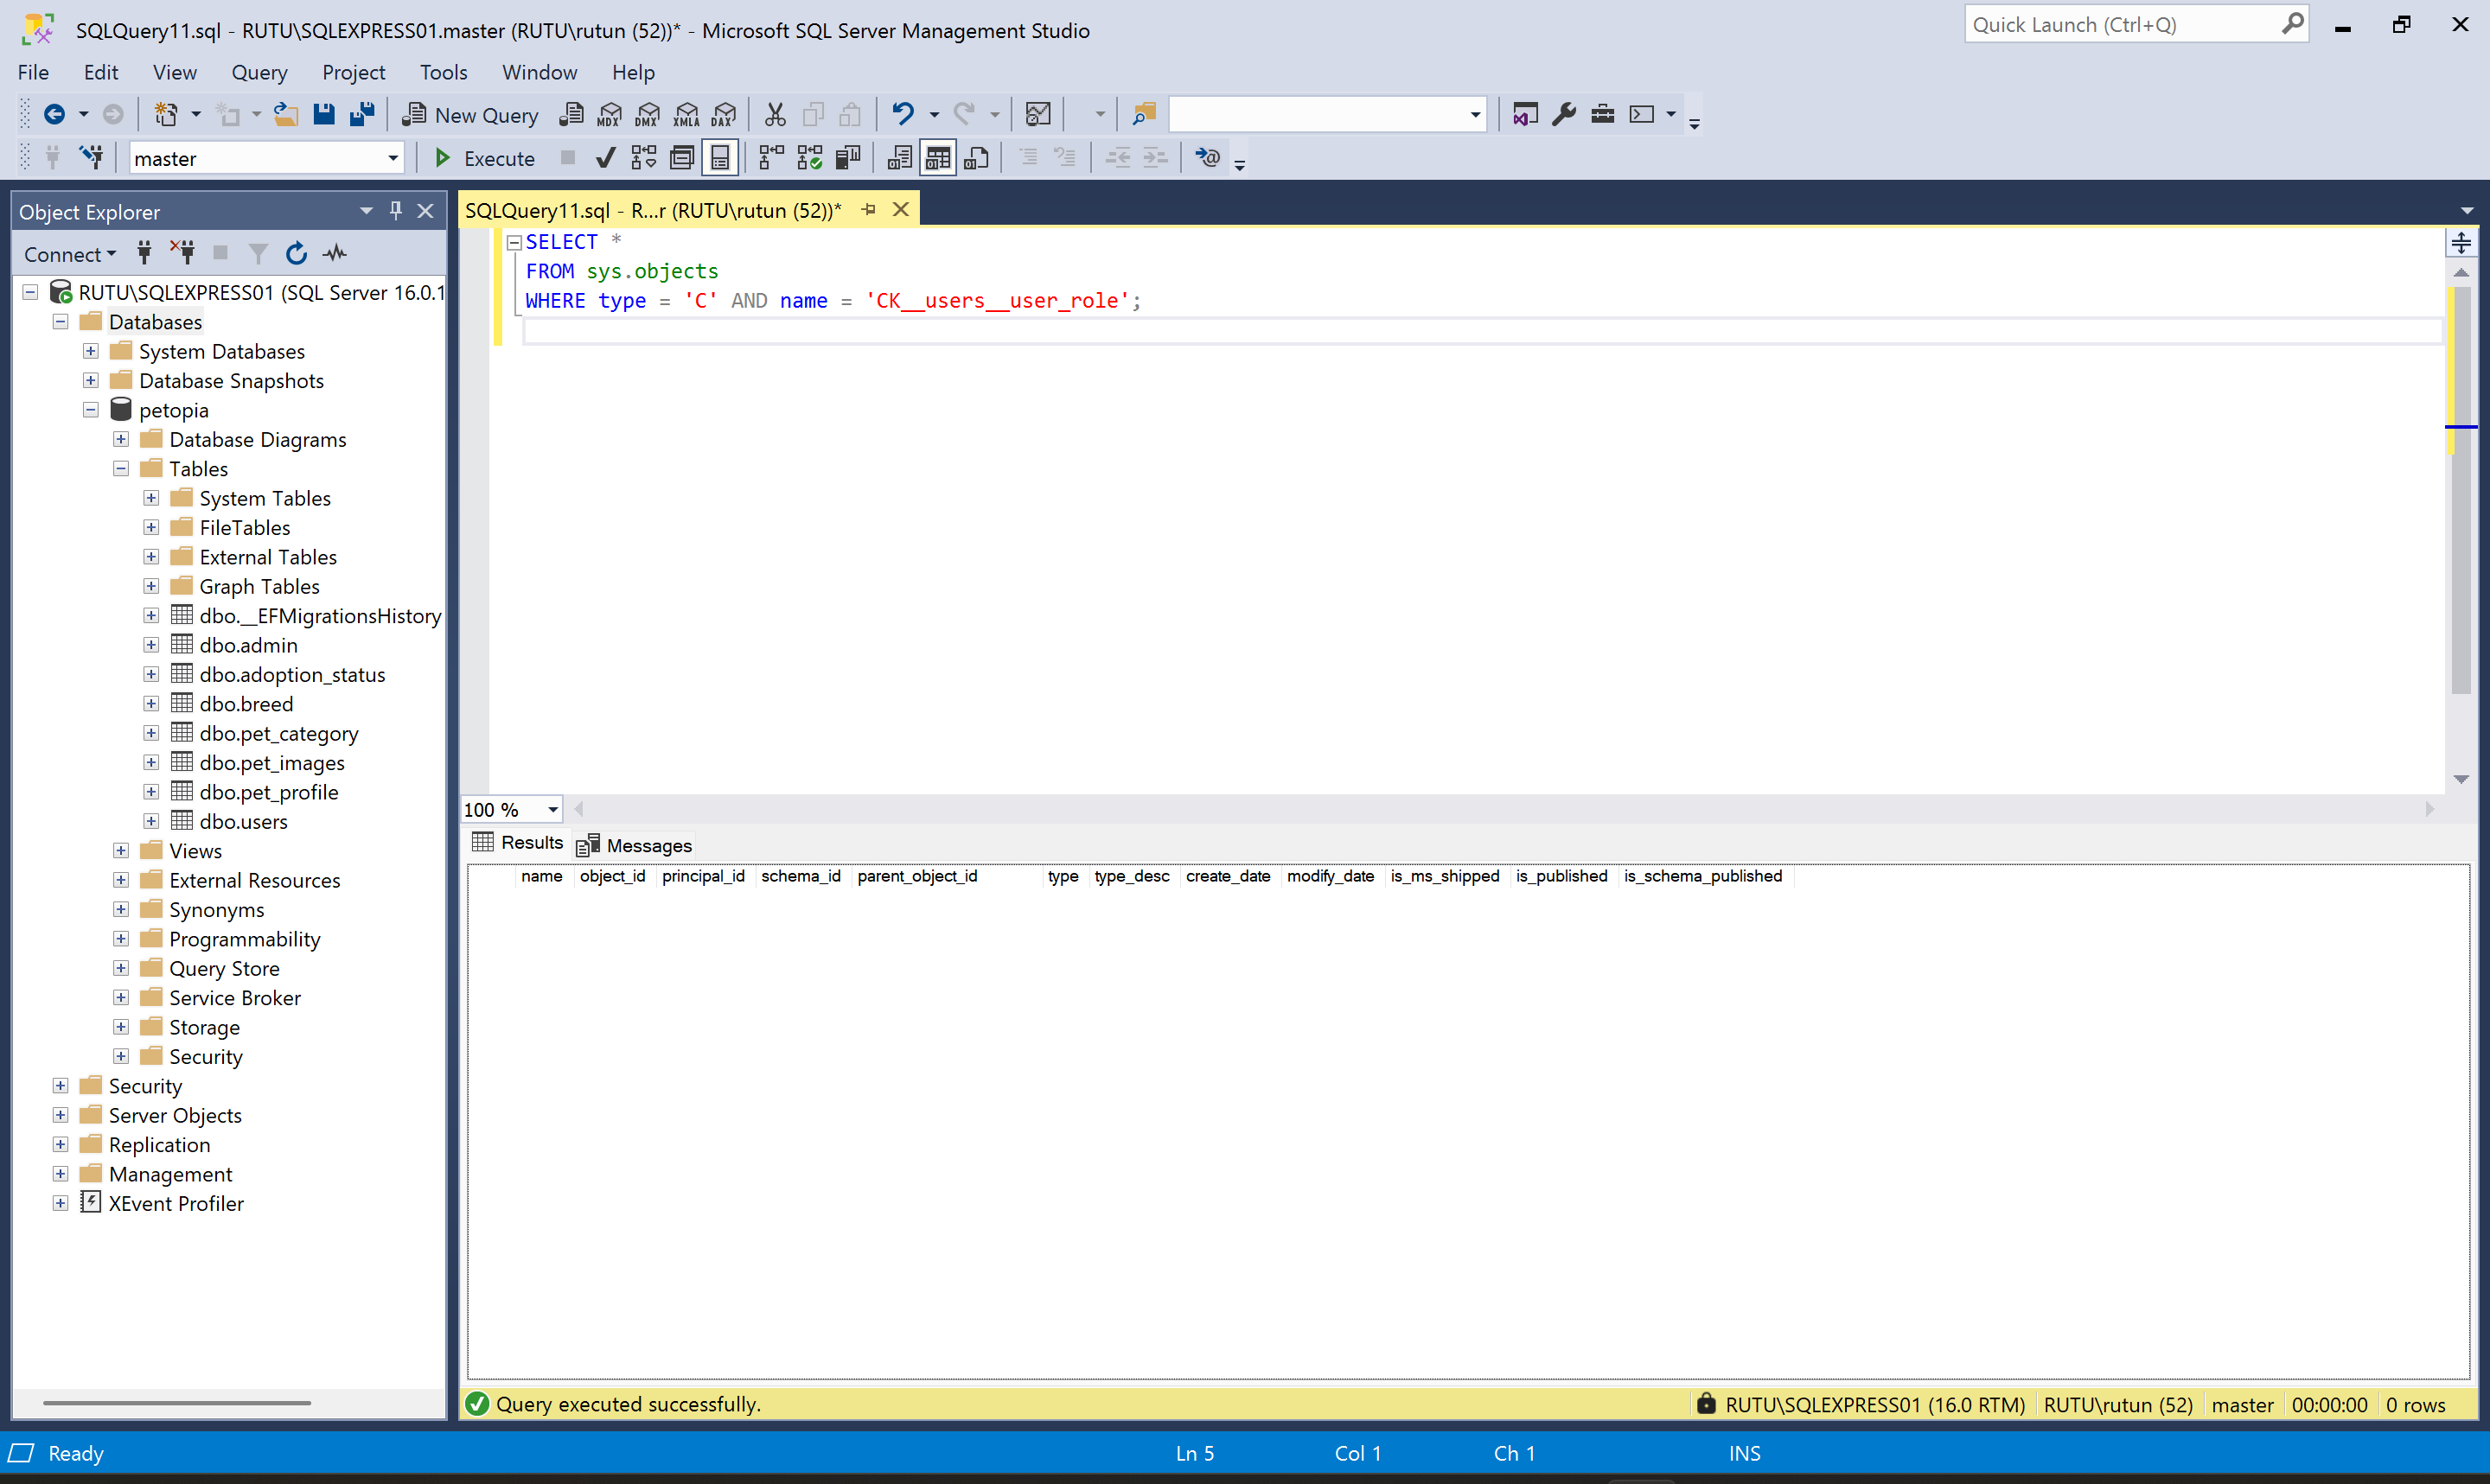 SQLQuery11.sql - RUTU\SQLEXPRESS01.master (RUTU\rutun (52))* - Microsoft SQL Server Management Studio
Quick Launch (Ctrl+Q)
File Edit View Query Project Tools Window Help
New Query MDX DMX XMLA DAX
master Execute
Object Explorer
SQLQuery11.sql - R...r (RUTU\rutun (52))*
Connect
RUTU\SQLEXPRESS01 (SQL Server 16.0.1
Databases
System Databases
Database Snapshots
petopia
Database Diagrams
Tables
System Tables
FileTables
External Tables
Graph Tables
dbo.__EFMigrationsHistory
dbo.admin
dbo.adoption_status
dbo.breed
dbo.pet_category
dbo.pet_images
dbo.pet_profile
dbo.users
Views
External Resources
Synonyms
Programmability
Query Store
Service Broker
Storage
Security
Security
Server Objects
Replication
Management
XEvent Profiler
SELECT *
FROM sys.objects
WHERE type = 'C' AND name = 'CK__users__user_role';
100 %
Results Messages
name object_id principal_id schema_id parent_object_id type type_desc create_date modify_date is_ms_shipped is_published is_schema_published
Query executed successfully.
RUTU\SQLEXPRESS01 (16.0 RTM) RUTU\rutun (52) master 00:00:00 0 rows
Ready Ln 5 Col 1 Ch 1 INS